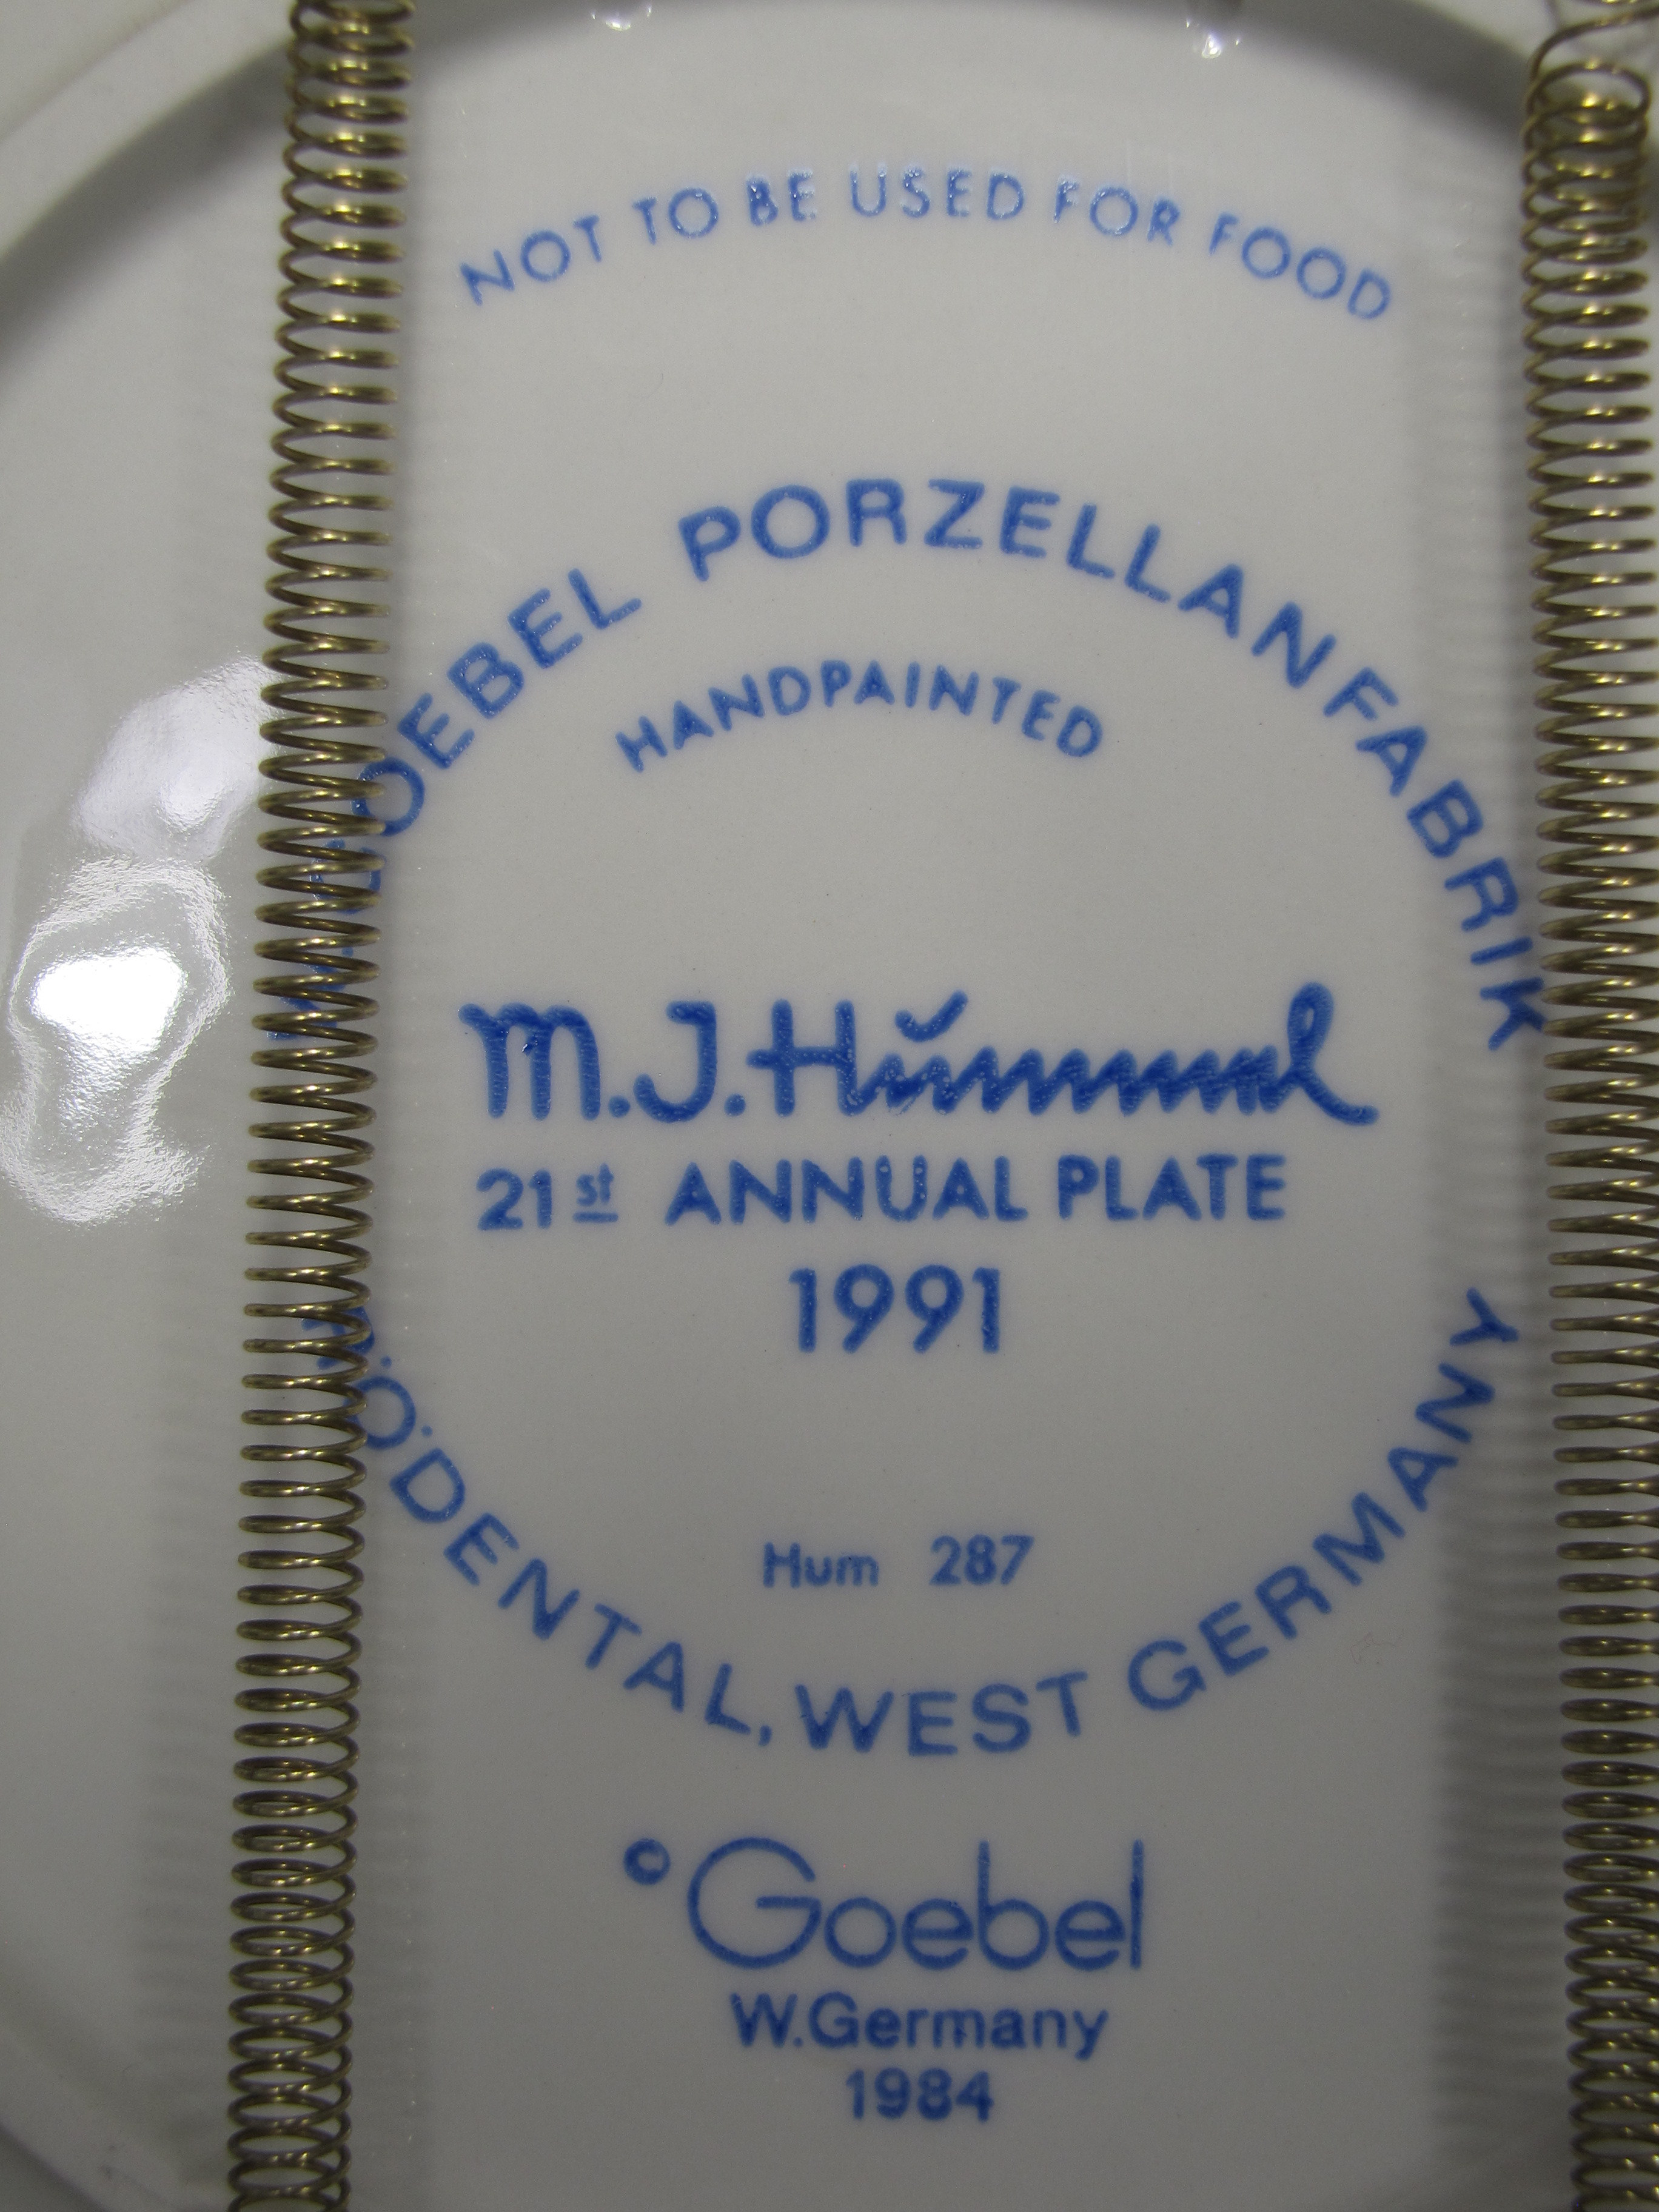 NOT TO BE USED FOR FOOD
GOEBEL PORZELLANFABRIK
HANDPAINTED
M.J.Hummel
21st ANNUAL PLATE
1991
Hum 287
RÖDENTAL, WEST GERMANY
© Goebel
W.Germany
1984